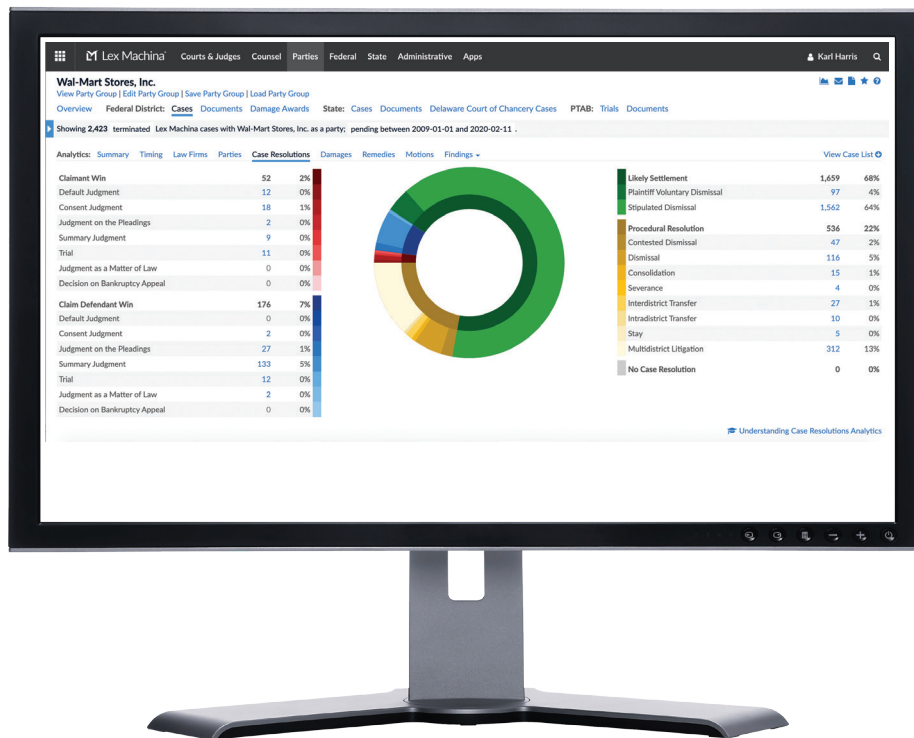 Lex Machina Courts & Judges Counsel Parties Federal State Administrative Apps Karl Harris
Wal-Mart Stores, Inc.
View Party Group | Edit Party Group | Save Party Group | Load Party Group
Overview Federal District: Cases Documents Damage Awards State: Cases Documents Delaware Court of Chancery Cases PTAB: Trials Documents
Showing 2,423 terminated Lex Machina cases with Wal-Mart Stores, Inc. as a party; pending between 2009-01-01 and 2020-02-11 .
Analytics: Summary Timing Law Firms Parties Case Resolutions Damages Remedies Motions Findings View Case List
Claimant Win 52 2%
Default Judgment 12 0%
Consent Judgment 18 1%
Judgment on the Pleadings 2 0%
Summary Judgment 9 0%
Trial 11 0%
Judgment as a Matter of Law 0 0%
Decision on Bankruptcy Appeal 0 0%
Claim Defendant Win 176 7%
Default Judgment 0 0%
Consent Judgment 2 0%
Judgment on the Pleadings 27 1%
Summary Judgment 133 5%
Trial 12 0%
Judgment as a Matter of Law 2 0%
Decision on Bankruptcy Appeal 0 0%
Likely Settlement 1,659 68%
Plaintiff Voluntary Dismissal 97 4%
Stipulated Dismissal 1,562 64%
Procedural Resolution 536 22%
Contested Dismissal 47 2%
Dismissal 116 5%
Consolidation 15 1%
Severance 4 0%
Interdistrict Transfer 27 1%
Intradistrict Transfer 10 0%
Stay 5 0%
Multidistrict Litigation 312 13%
No Case Resolution 0 0%
Understanding Case Resolutions Analytics